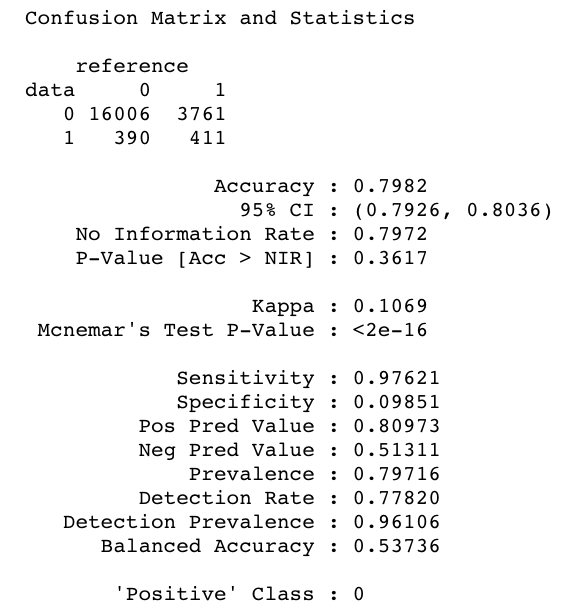 Confusion Matrix and Statistics
reference
data 0 1
0 16006 3761
1 390 411
Accuracy : 0.7982
95% CI : (0.7926, 0.8036)
No Information Rate : 0.7972
P-Value [Acc > NIR] : 0.3617
Kappa : 0.1069
Mcnemar's Test P-Value : <2e-16
Sensitivity : 0.97621
Specificity : 0.09851
Pos Pred Value : 0.80973
Neg Pred Value : 0.51311
Prevalence : 0.79716
Detection Rate : 0.77820
Detection Prevalence : 0.96106
Balanced Accuracy : 0.53736
'Positive' Class : 0